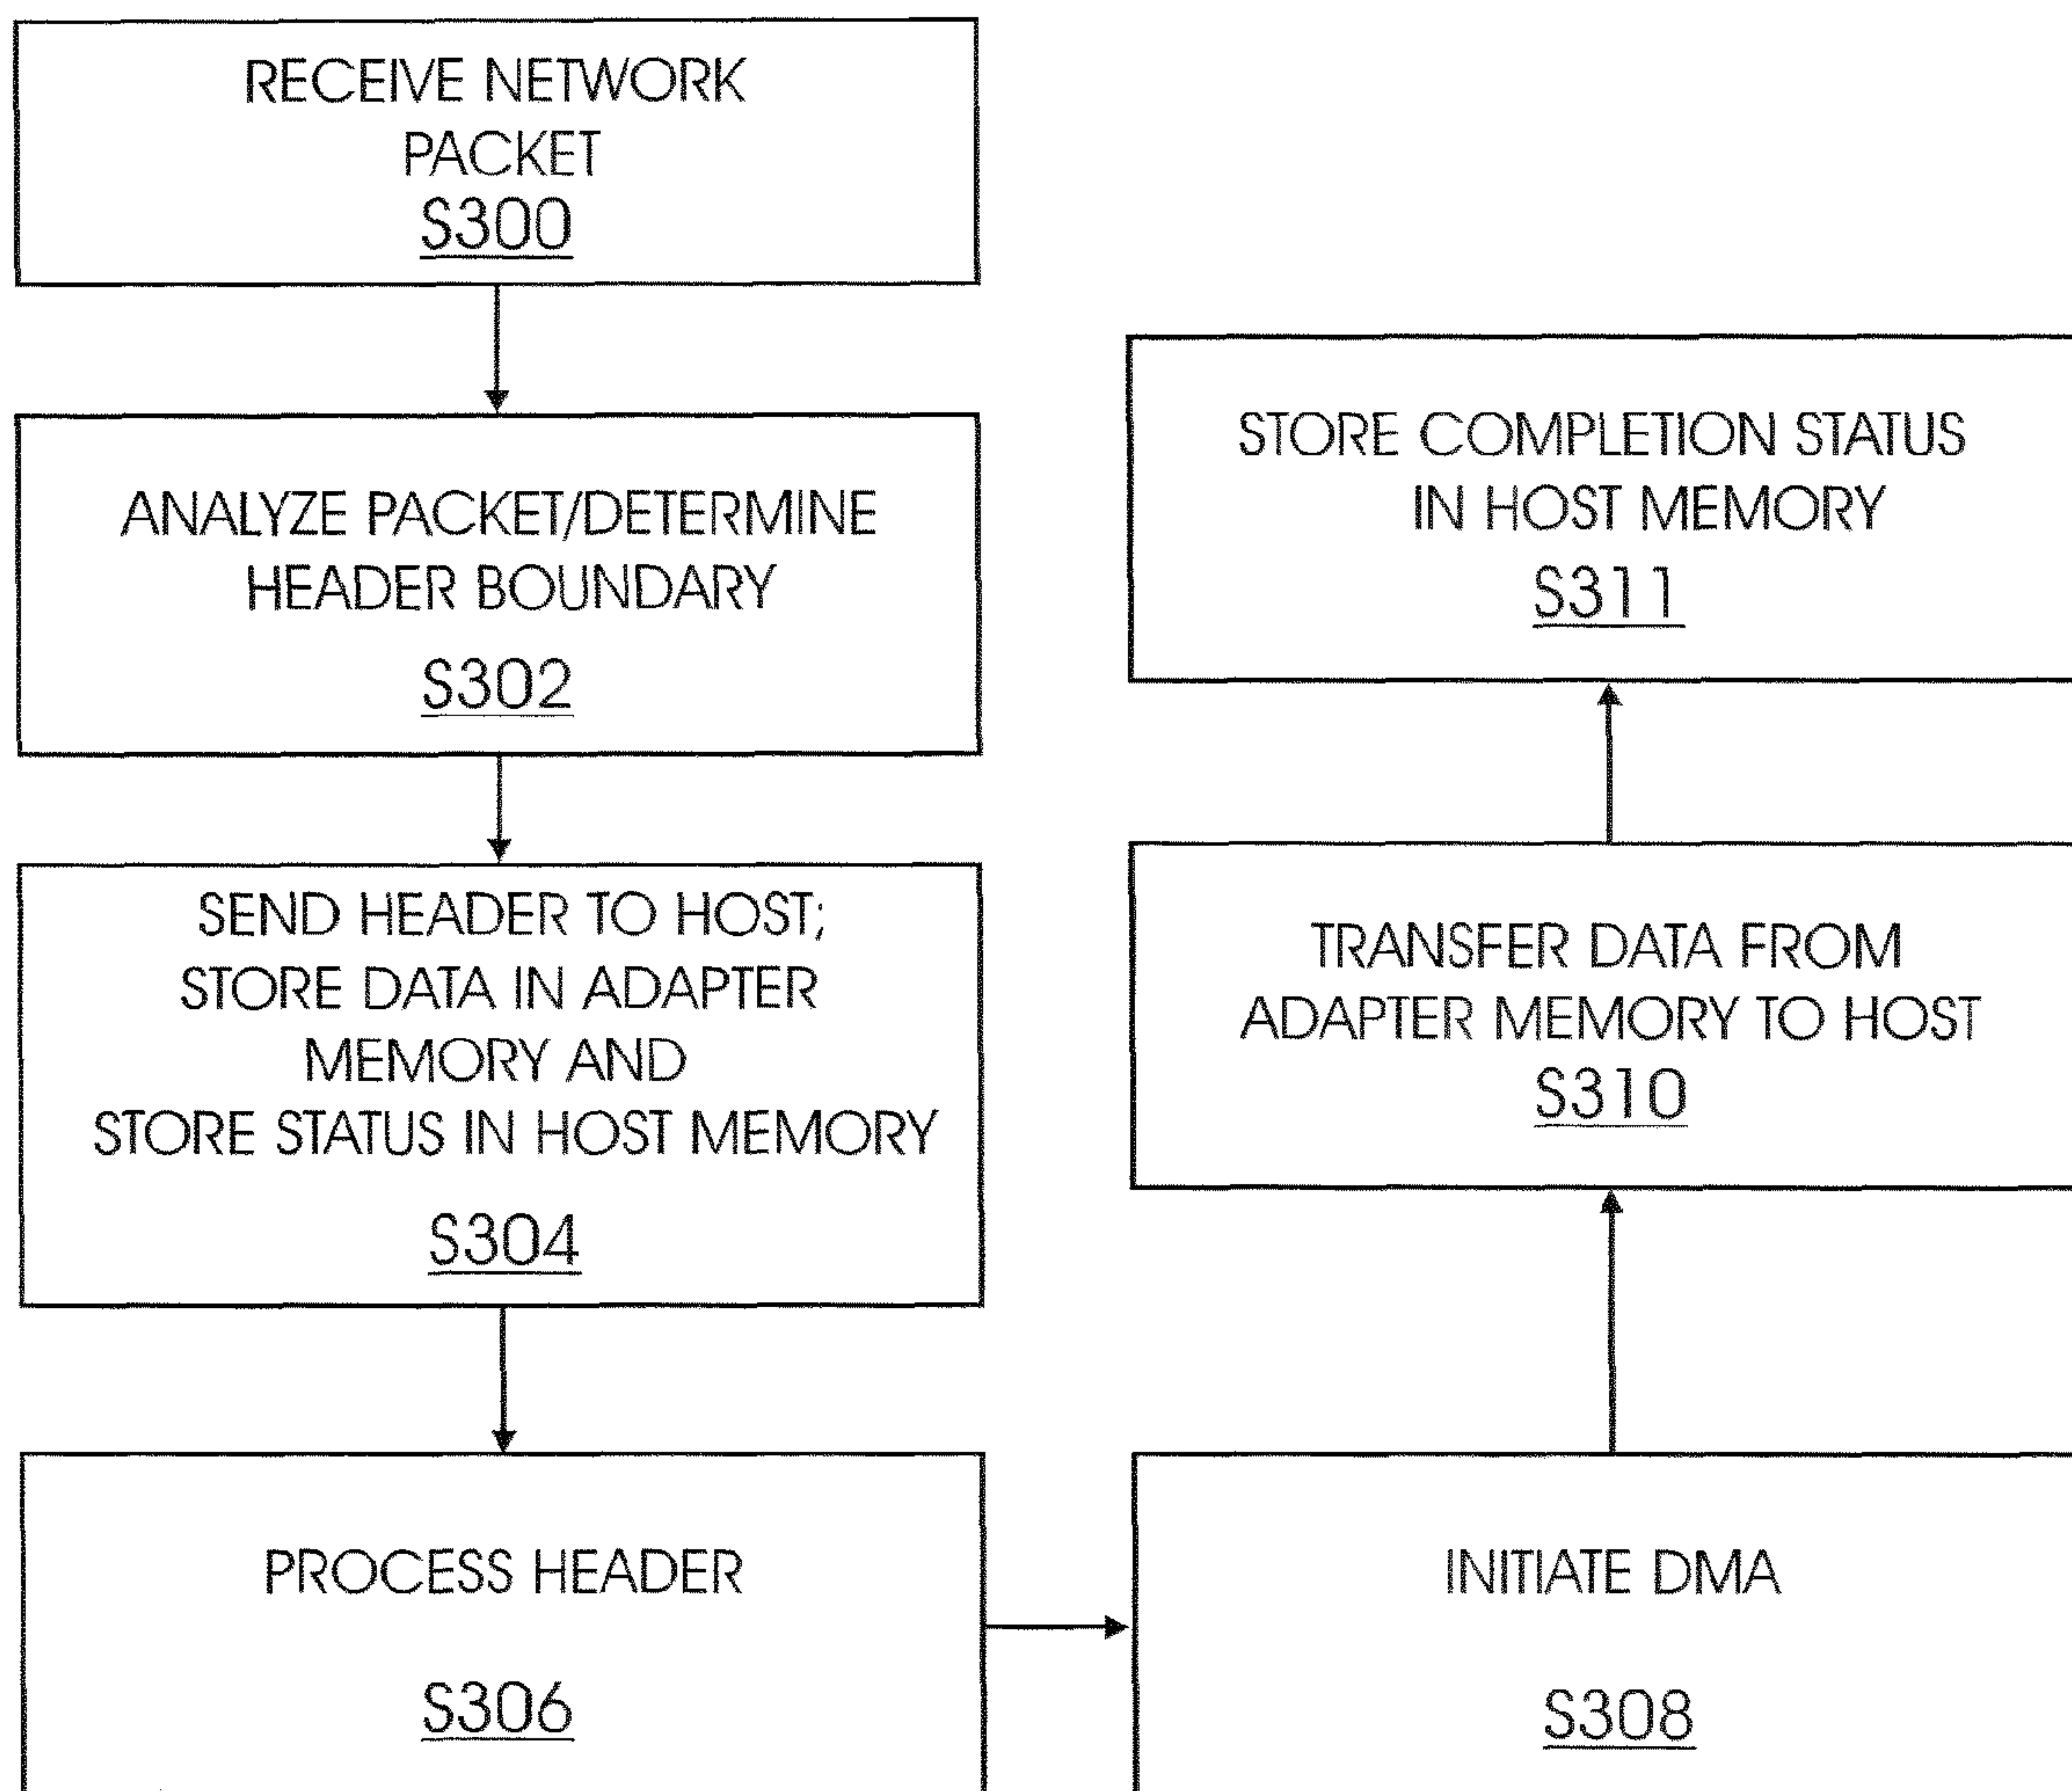 RECEIVE NETWORK
PACKET
S300
ANALYZE PACKET/DETERMINE
HEADER BOUNDARY
S302
SEND HEADER TO HOST;
STORE DATA IN ADAPTER
MEMORY AND
STORE STATUS IN HOST MEMORY
S304
PROCESS HEADER
S306
INITIATE DMA
S308
TRANSFER DATA FROM
ADAPTER MEMORY TO HOST
S310
STORE COMPLETION STATUS
IN HOST MEMORY
S311